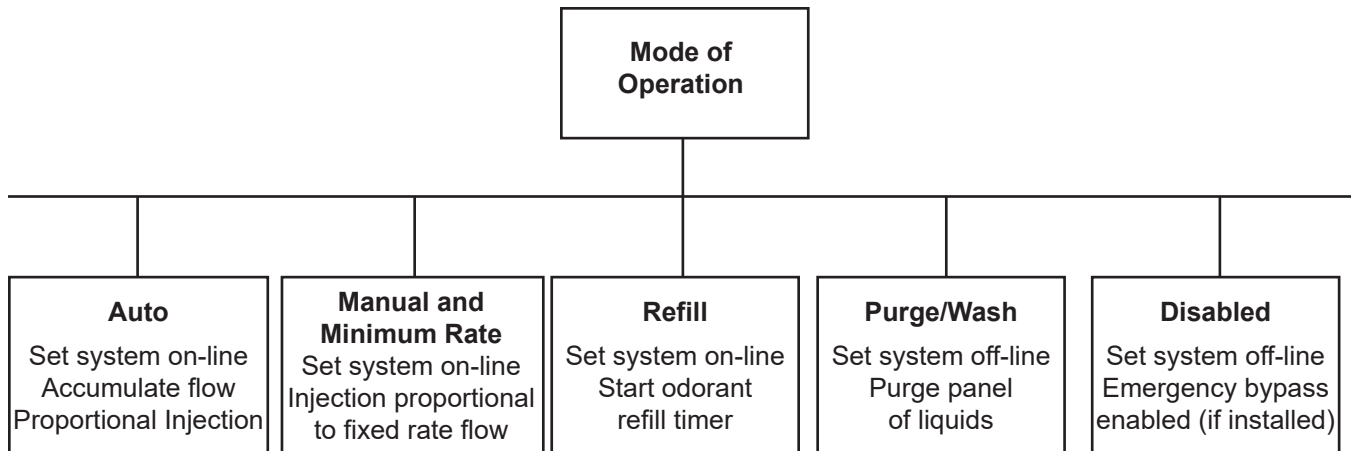 Mode of
Operation
Auto
Set system on-line
Accumulate flow
Proportional Injection
Manual and
Minimum Rate
Set system on-line
Injection proportional
to fixed rate flow
Refill
Set system on-line
Start odorant
refill timer
Purge/Wash
Set system off-line
Purge panel
of liquids
Disabled
Set system off-line
Emergency bypass
enabled (if installed)